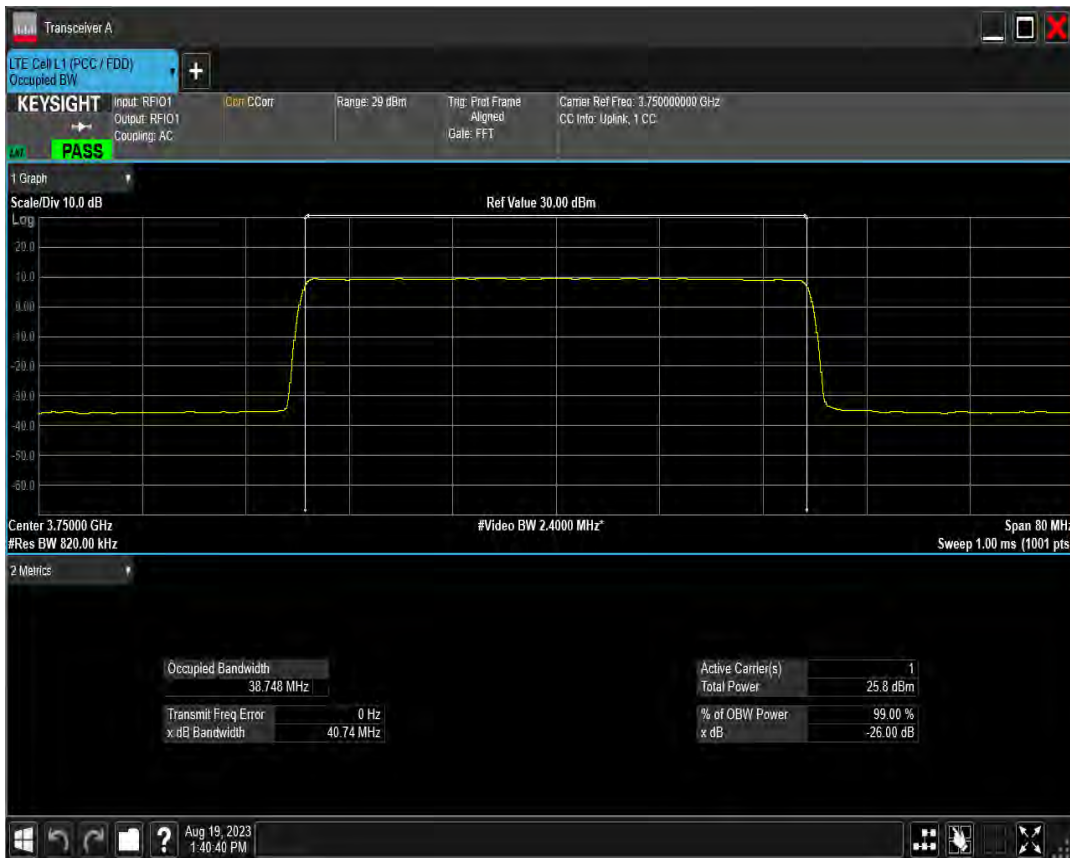 Transceiver A
LTE Cell L1 (PCC / FDD)
Occupied BW
+
KEYSIGHT
Input: RFIO1
Output: RFIO1
Coupling: AC
Corr CCorr
Range: 29 dBm
Trig: Prot Frame
Aligned
Gate: FFT
Carrier Ref Freq: 3.750000000 GHz
CC Info: Uplink, 1 CC
PASS
1 Graph
Scale/Div 10.0 dB
Ref Value 30.00 dBm
Log
20.0
10.0
0.00
-10.0
-20.0
-30.0
-40.0
-50.0
-60.0
Center 3.75000 GHz
#Video BW 2.4000 MHz*
Span 80 MHz
#Res BW 820.00 kHz
Sweep 1.00 ms (1001 pts
2 Metrics
Occupied Bandwidth
38.748 MHz
Transmit Freq Error 0 Hz
x dB Bandwidth 40.74 MHz
Active Carrier(s) 1
Total Power 25.8 dBm
% of OBW Power 99.00 %
x dB -26.00 dB
?
Aug 19, 2023
1:40:40 PM